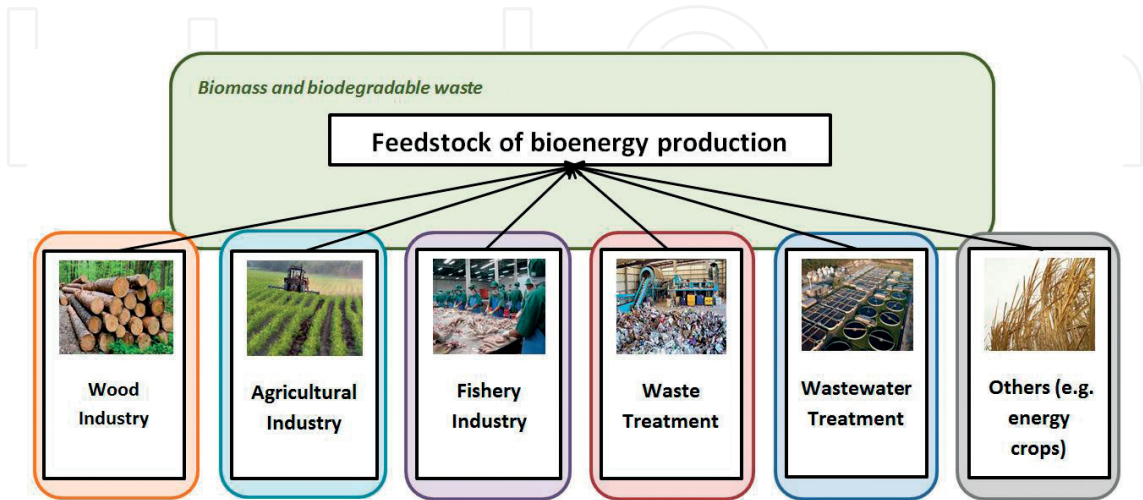 Biomass and biodegradable waste
Feedstock of bioenergy production
Wood
Industry
Agricultural
Industry
Fishery
Industry
Waste
Treatment
Wastewater
Treatment
Others (e.g.
energy
crops)